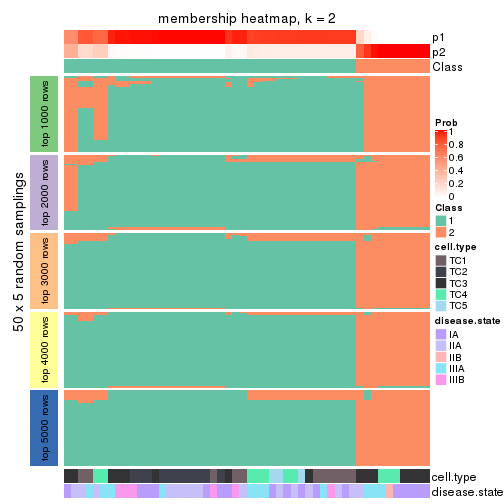 membership heatmap, k = 2
p1
p2
Class
50 x 5 random samplings
top 1000 rows
top 2000 rows
top 3000 rows
top 4000 rows
top 5000 rows
cell.type
disease.state
Prob
1
0.8
0.6
0.4
0.2
0
Class
1
2
cell.type
TC1
TC2
TC3
TC4
TC5
disease.state
IA
IIA
IIB
IIIA
IIIB